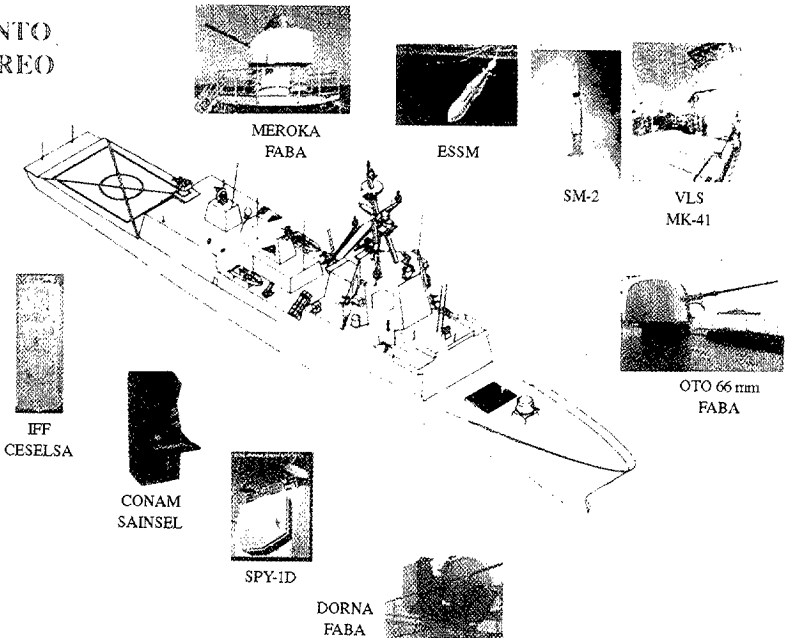 NTO
REO
MEROKA
FABA
ESSM
SM-2
VLS
MK-41
OTO 66 mm
FABA
IFF
CESELSA
CONAM
SAINSEL
SPY-1D
DORNA
FABA